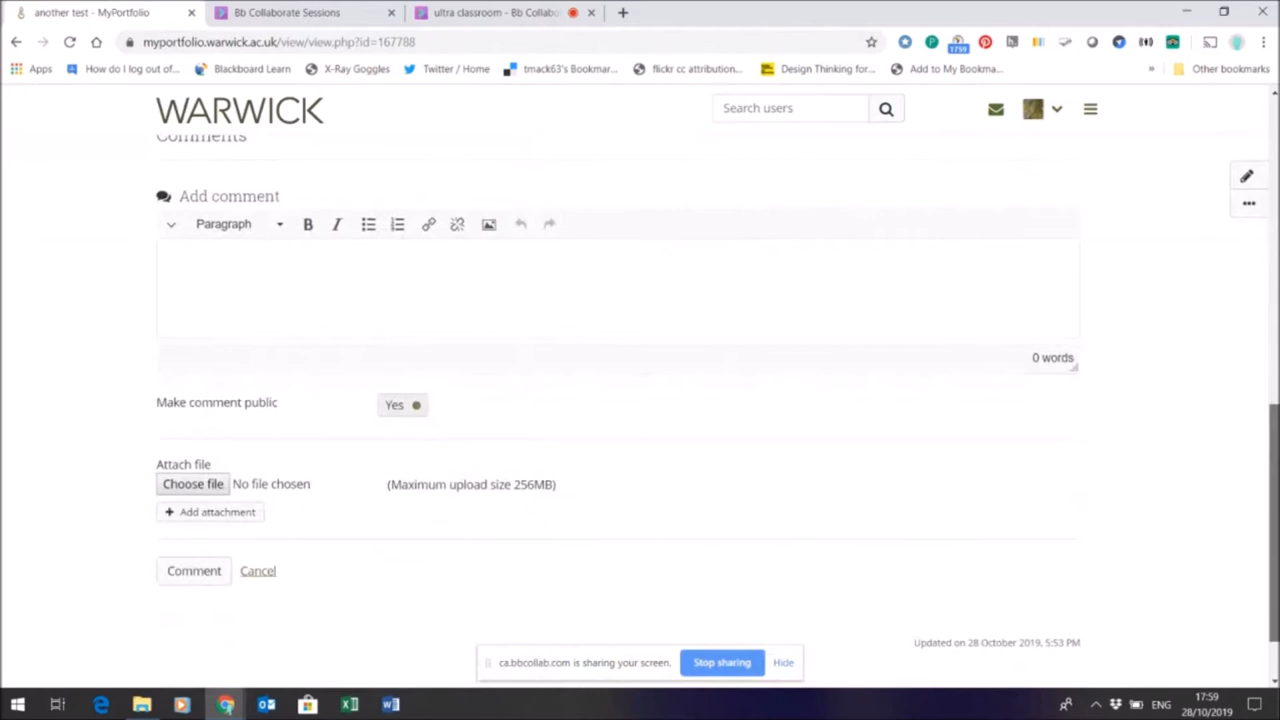 another test - MyPortfolio
Bb Collaborate Sessions
ultra classroom - Bb Collabo
myportfolio.warwick.ac.uk/view/view.php?id=167788
1759
Apps
How do I log out of...
Blackboard Learn
X-Ray Goggles
Twitter / Home
tmack63's Bookmar...
flickr cc attribution...
Design Thinking for...
Add to My Bookma...
»
Other bookmarks
WARWICK
Search users
Comments
Add comment
Paragraph
B
I
0 words
Make comment public
Yes
Attach file
Choose file No file chosen
(Maximum upload size 256MB)
+ Add attachment
Comment
Cancel
Updated on 28 October 2019, 5:53 PM
ca.bbcollab.com is sharing your screen.
Stop sharing
Hide
ENG
17:59
28/10/2019